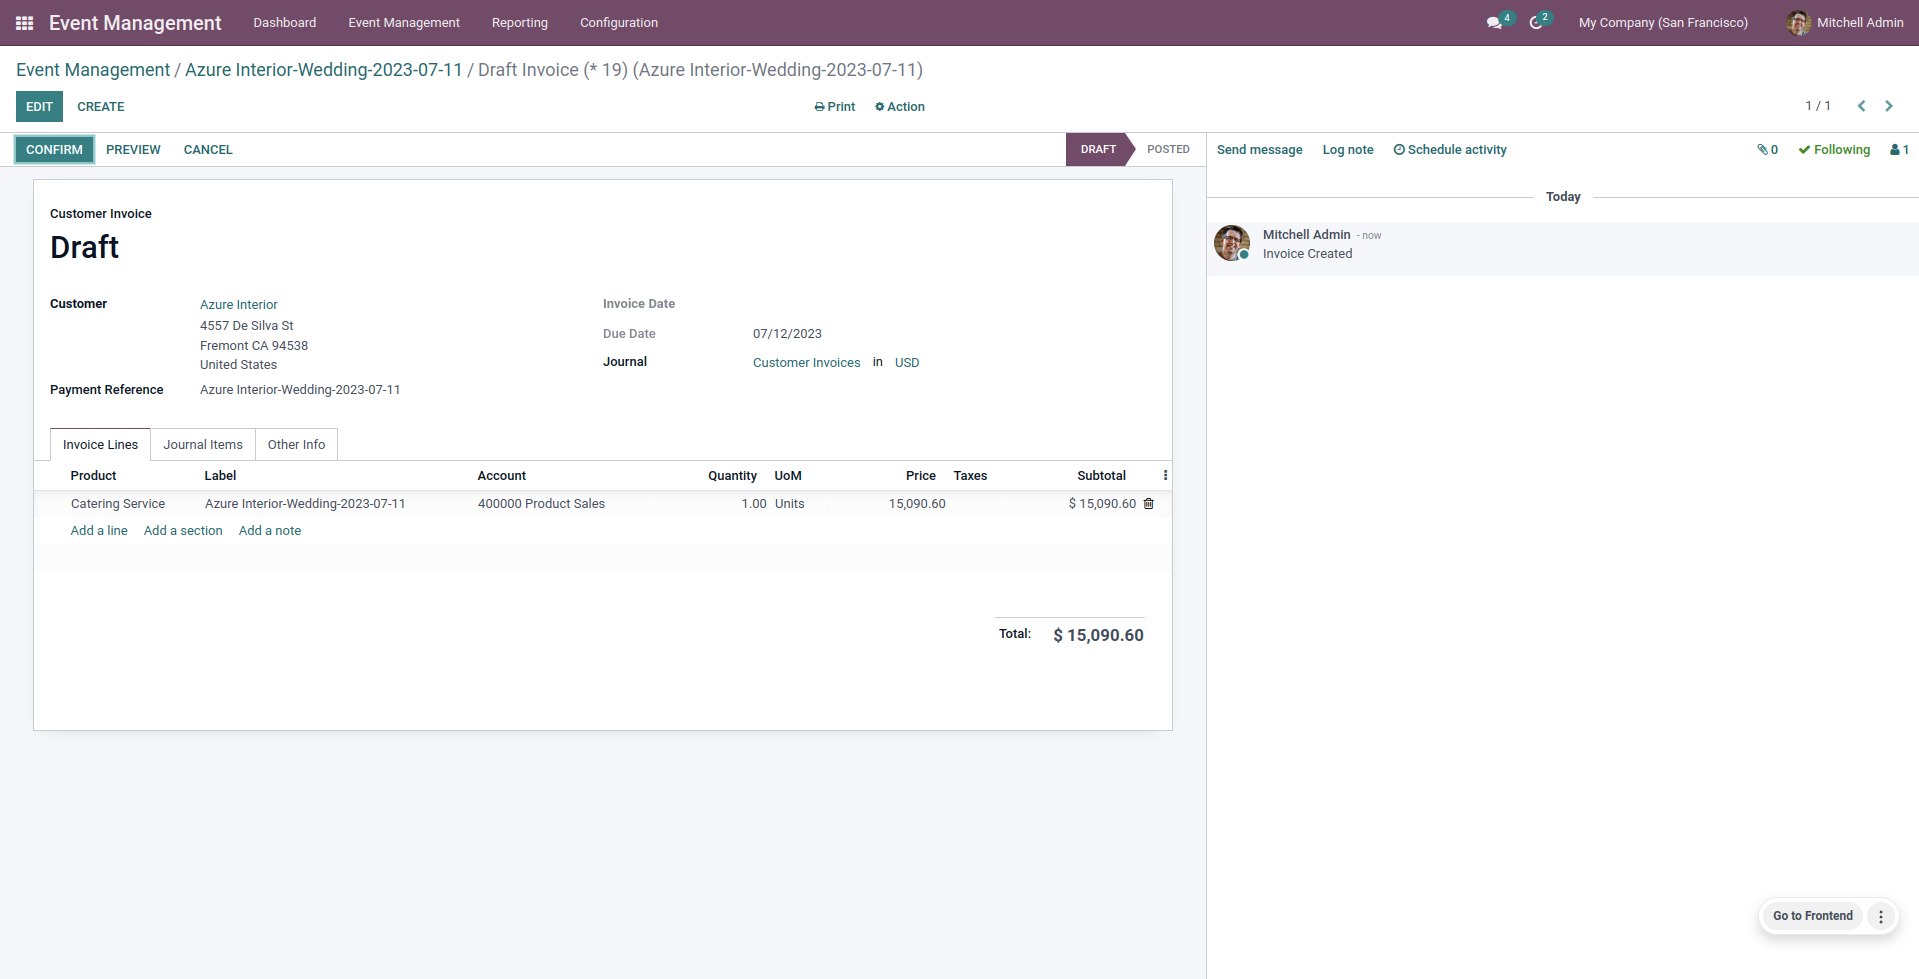 Event Management Dashboard Event Management Reporting Configuration 4 2 My Company (San Francisco) Mitchell Admin
Event Management / Azure Interior-Wedding-2023-07-11 / Draft Invoice (* 19) (Azure Interior-Wedding-2023-07-11)
EDIT CREATE Print Action 1 / 1
CONFIRM PREVIEW CANCEL DRAFT POSTED
Send message Log note Schedule activity 0 Following 1
Customer Invoice
Draft
Customer Azure Interior
4557 De Silva St
Fremont CA 94538
United States
Payment Reference Azure Interior-Wedding-2023-07-11
Invoice Date
Due Date 07/12/2023
Journal Customer Invoices in USD
Invoice Lines Journal Items Other Info
Product Label Account Quantity UoM Price Taxes Subtotal
Catering Service Azure Interior-Wedding-2023-07-11 400000 Product Sales 1.00 Units 15,090.60 $ 15,090.60
Add a line Add a section Add a note
Total: $ 15,090.60
Today
Mitchell Admin - now
Invoice Created
Go to Frontend